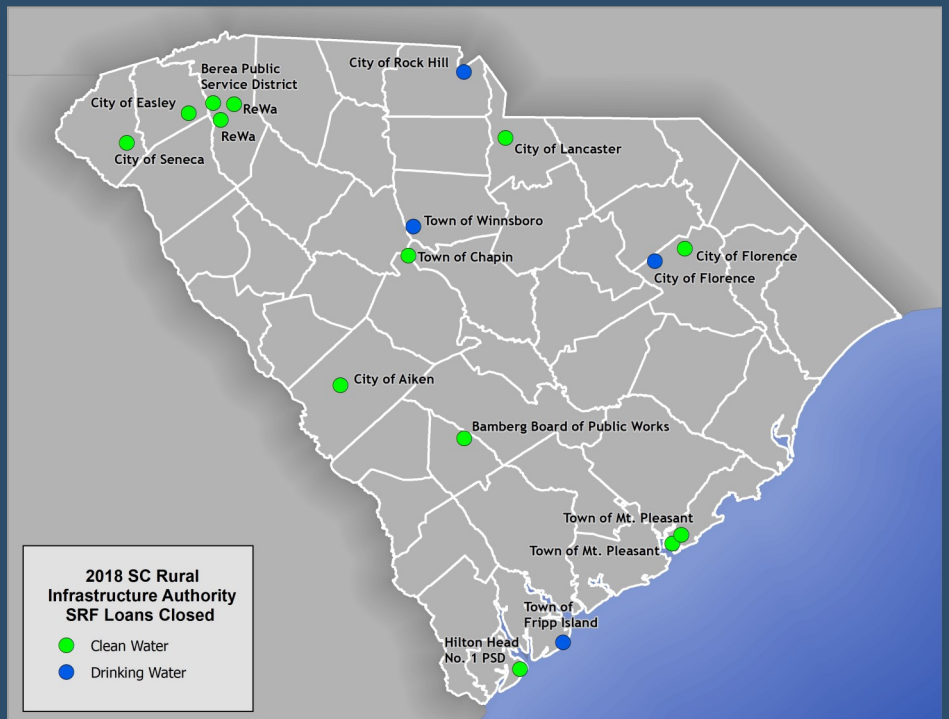 City of Rock Hill
Berea Public
Service District
City of Easley
ReWa
ReWa
City of Seneca
City of Lancaster
Town of Winnsboro
Town of Chapin
City of Florence
City of Florence
City of Aiken
Bamberg Board of Public Works
Town of Mt. Pleasant
Town of Mt. Pleasant
Town of
Fripp Island
Hilton Head
No. 1 PSD
2018 SC Rural
Infrastructure Authority
SRF Loans Closed
Clean Water
Drinking Water